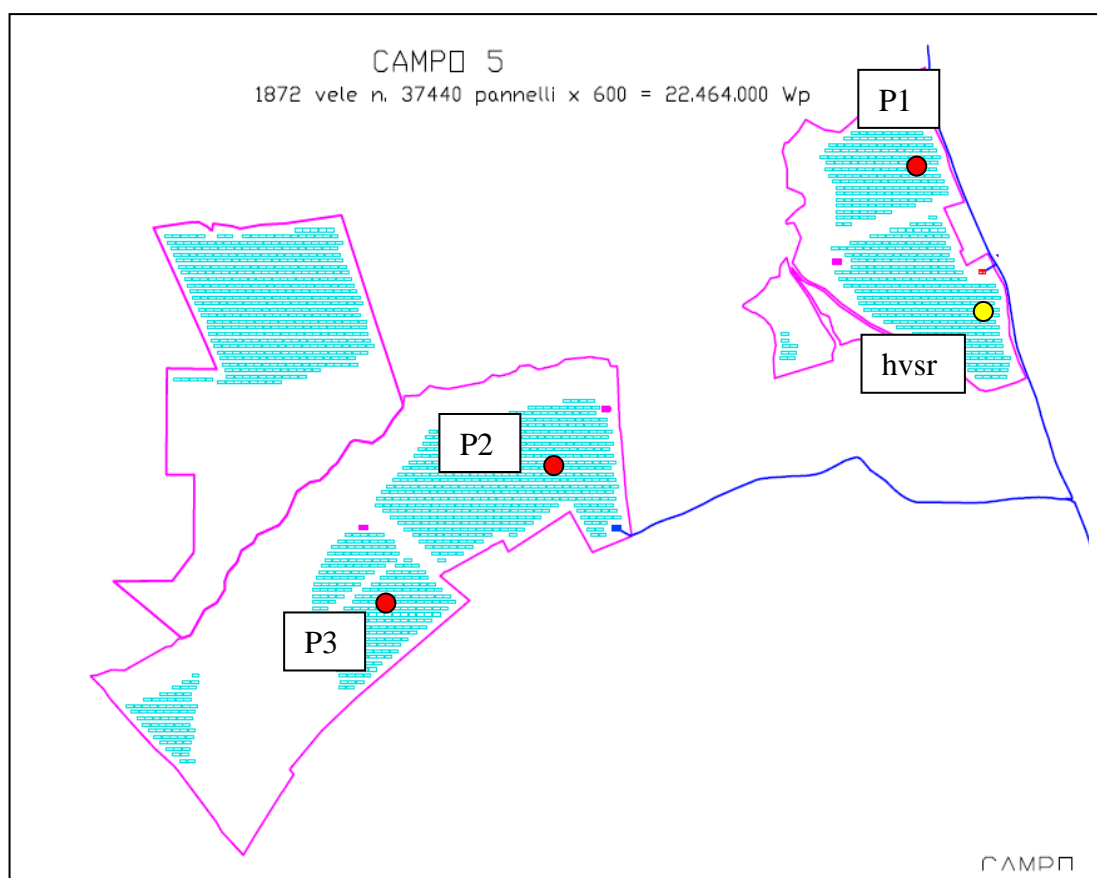 CAMPO 5
1872 vele n. 37440 pannelli x 600 = 22.464.000 Wp
P1
hvsr
P2
P3
CAMPO